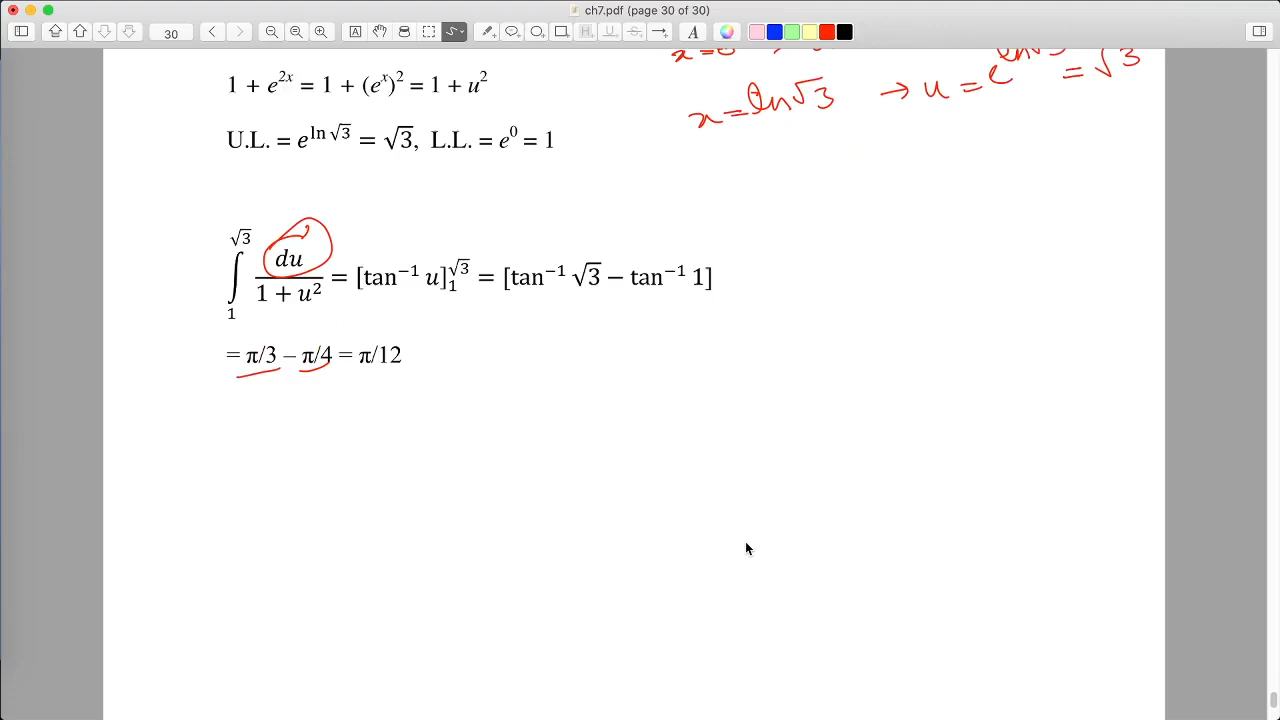 ch7.pdf (page 30 of 30)
30
1 + e^{2x} = 1 + (e^x)^2 = 1 + u^2
x = ln√3 → u = e^{ln√3} = √3
U.L. = e^{ln √3} = √3, L.L. = e^0 = 1
∫_1^{√3} du/(1 + u^2) = [tan^{−1} u]_1^{√3} = [tan^{−1} √3 − tan^{−1} 1]
= π/3 – π/4 = π/12